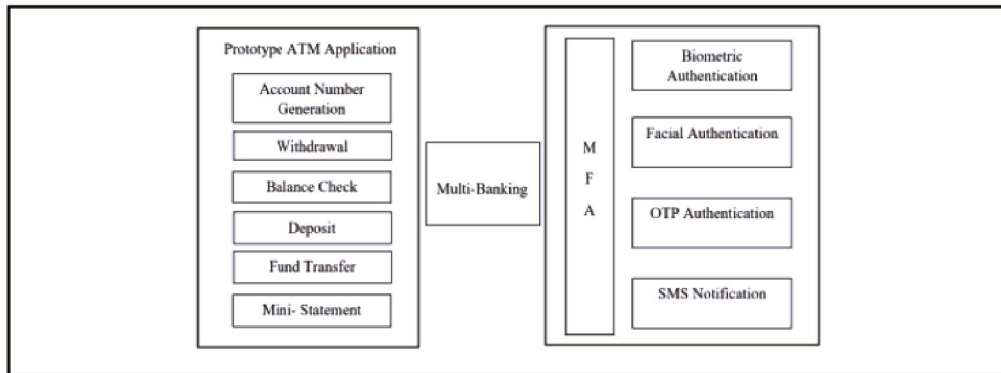 Prototype ATM Application
Account Number
Generation
Withdrawal
Balance Check
Deposit
Fund Transfer
Mini- Statement
Multi-Banking
M
F
A
Biometric
Authentication
Facial Authentication
OTP Authentication
SMS Notification